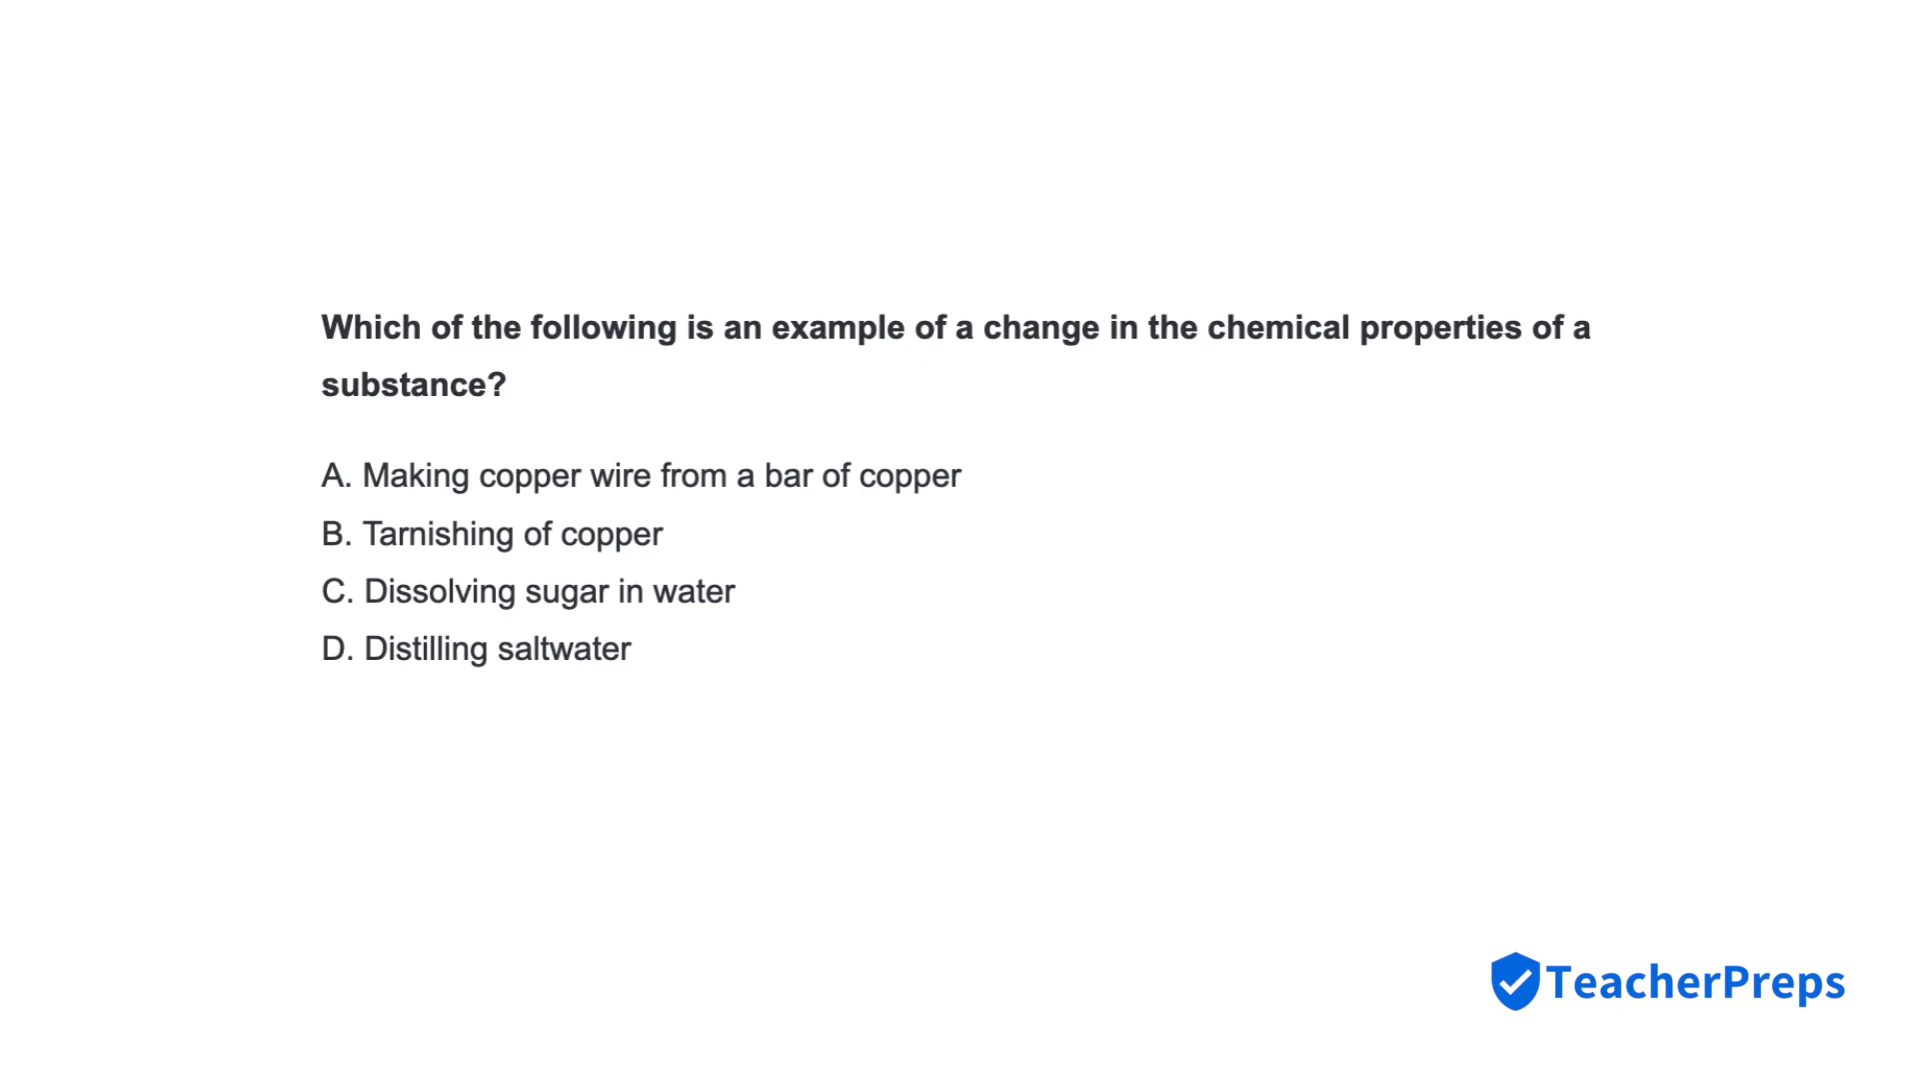 Which of the following is an example of a change in the chemical properties of a
substance?
A. Making copper wire from a bar of copper
B. Tarnishing of copper
C. Dissolving sugar in water
D. Distilling saltwater
TeacherPreps